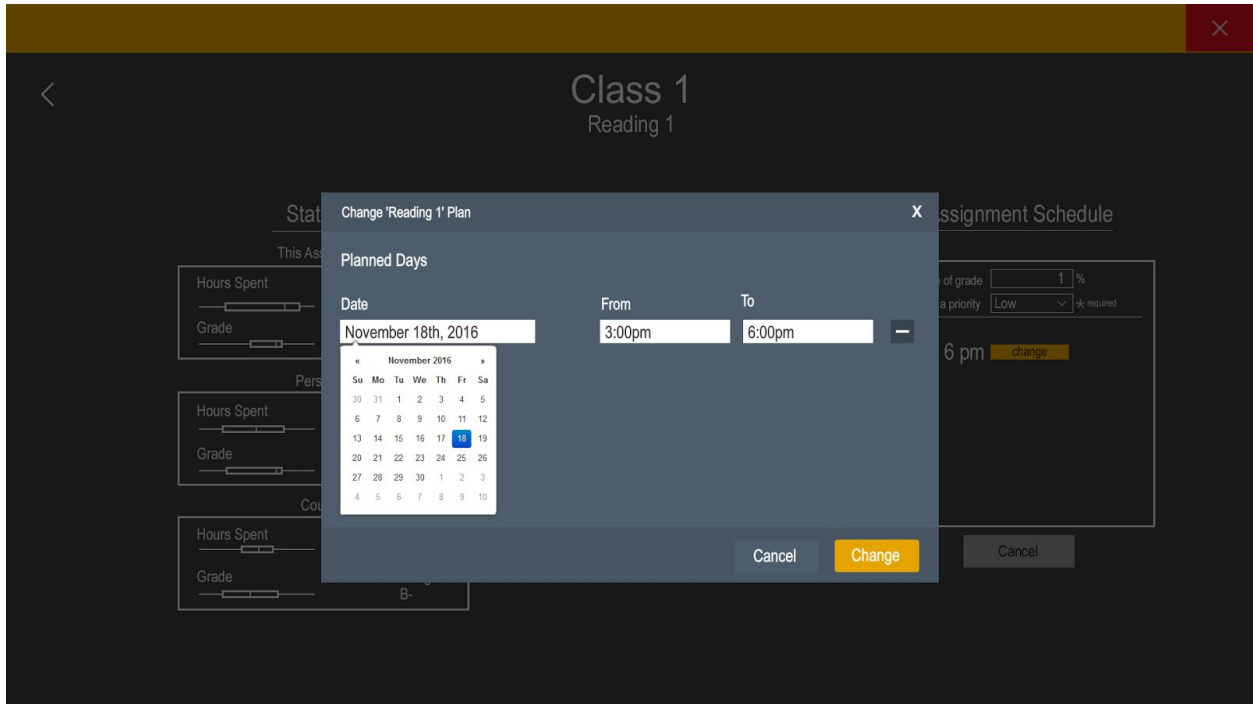 Class 1
Reading 1
Change 'Reading 1' Plan X
Planned Days
Date From To
November 18th, 2016 3:00pm 6:00pm
« November 2016 »
Su Mo Tu We Th Fr Sa
30 31 1 2 3 4 5
6 7 8 9 10 11 12
13 14 15 16 17 18 19
20 21 22 23 24 25 26
27 28 29 30 1 2 3
4 5 6 7 8 9 10
Cancel Change
Stat
This Ass
Hours Spent
Grade
Pers
Hours Spent
Grade
Cou
Hours Spent
Grade
B-
ssignment Schedule
of grade 1 %
a priority Low * required
6 pm change
Cancel